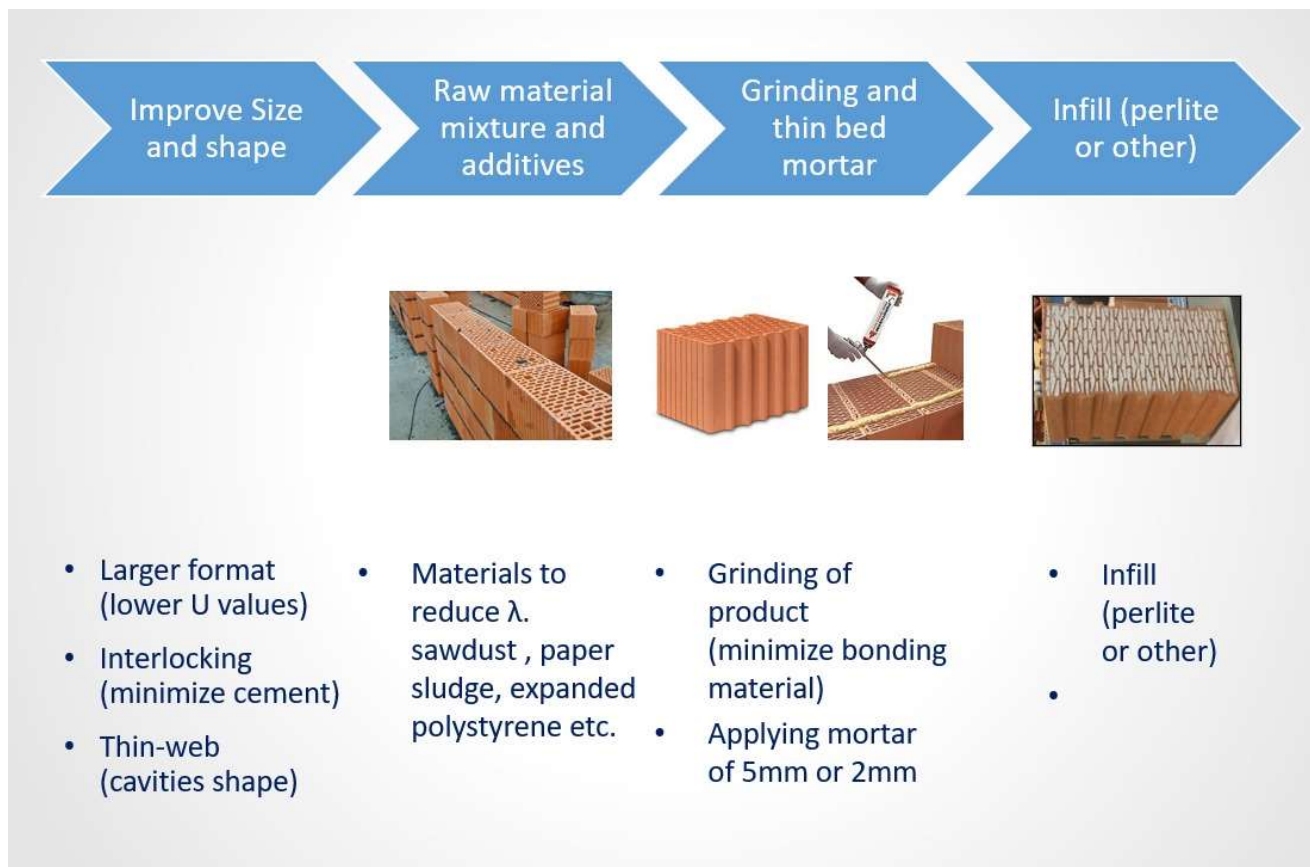 Improve Size
and shape
Raw material
mixture and
additives
Grinding and
thin bed
mortar
Infill (perlite
or other)
• Larger format
(lower U values)
• Interlocking
(minimize cement)
• Thin-web
(cavities shape)
• Materials to
reduce λ.
sawdust , paper
sludge, expanded
polystyrene etc.
• Grinding of
product
(minimize bonding
material)
• Applying mortar
of 5mm or 2mm
• Infill
(perlite
or other)
•